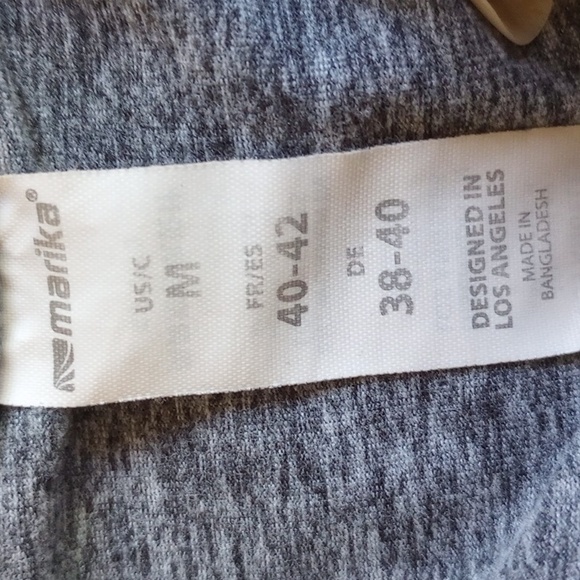 marika®
US/C
M
FR/ES
40-42
DE
38-40
DESIGNED IN
LOS ANGELES
MADE IN
BANGLADESH